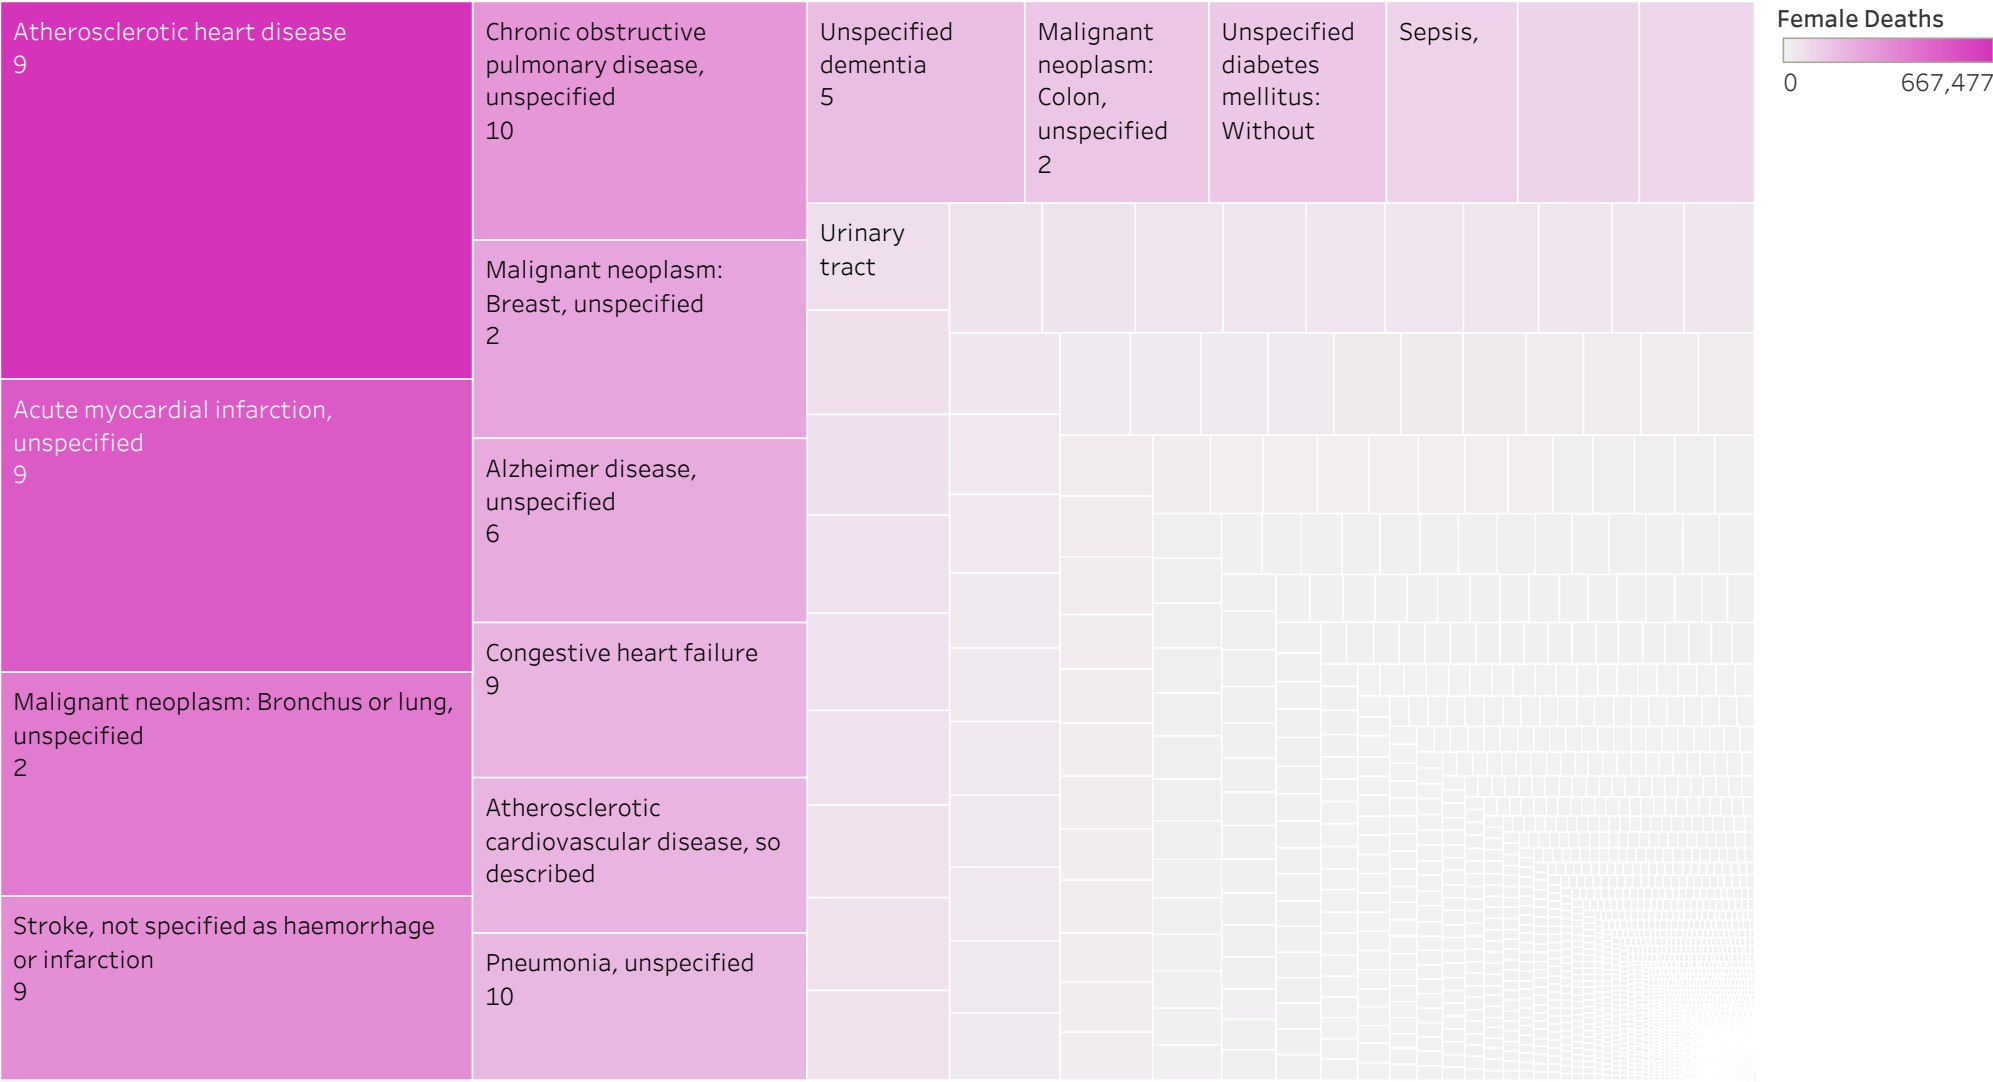 Atherosclerotic heart disease
9
Acute myocardial infarction,
unspecified
9
Malignant neoplasm: Bronchus or lung,
unspecified
2
Stroke, not specified as haemorrhage
or infarction
9
Chronic obstructive
pulmonary disease,
unspecified
10
Malignant neoplasm:
Breast, unspecified
2
Alzheimer disease,
unspecified
6
Congestive heart failure
9
Atherosclerotic
cardiovascular disease, so
described
Pneumonia, unspecified
10
Unspecified
dementia
5
Malignant
neoplasm:
Colon,
unspecified
2
Unspecified
diabetes
mellitus:
Without
Sepsis,
Urinary
tract
Female Deaths
0 667,477